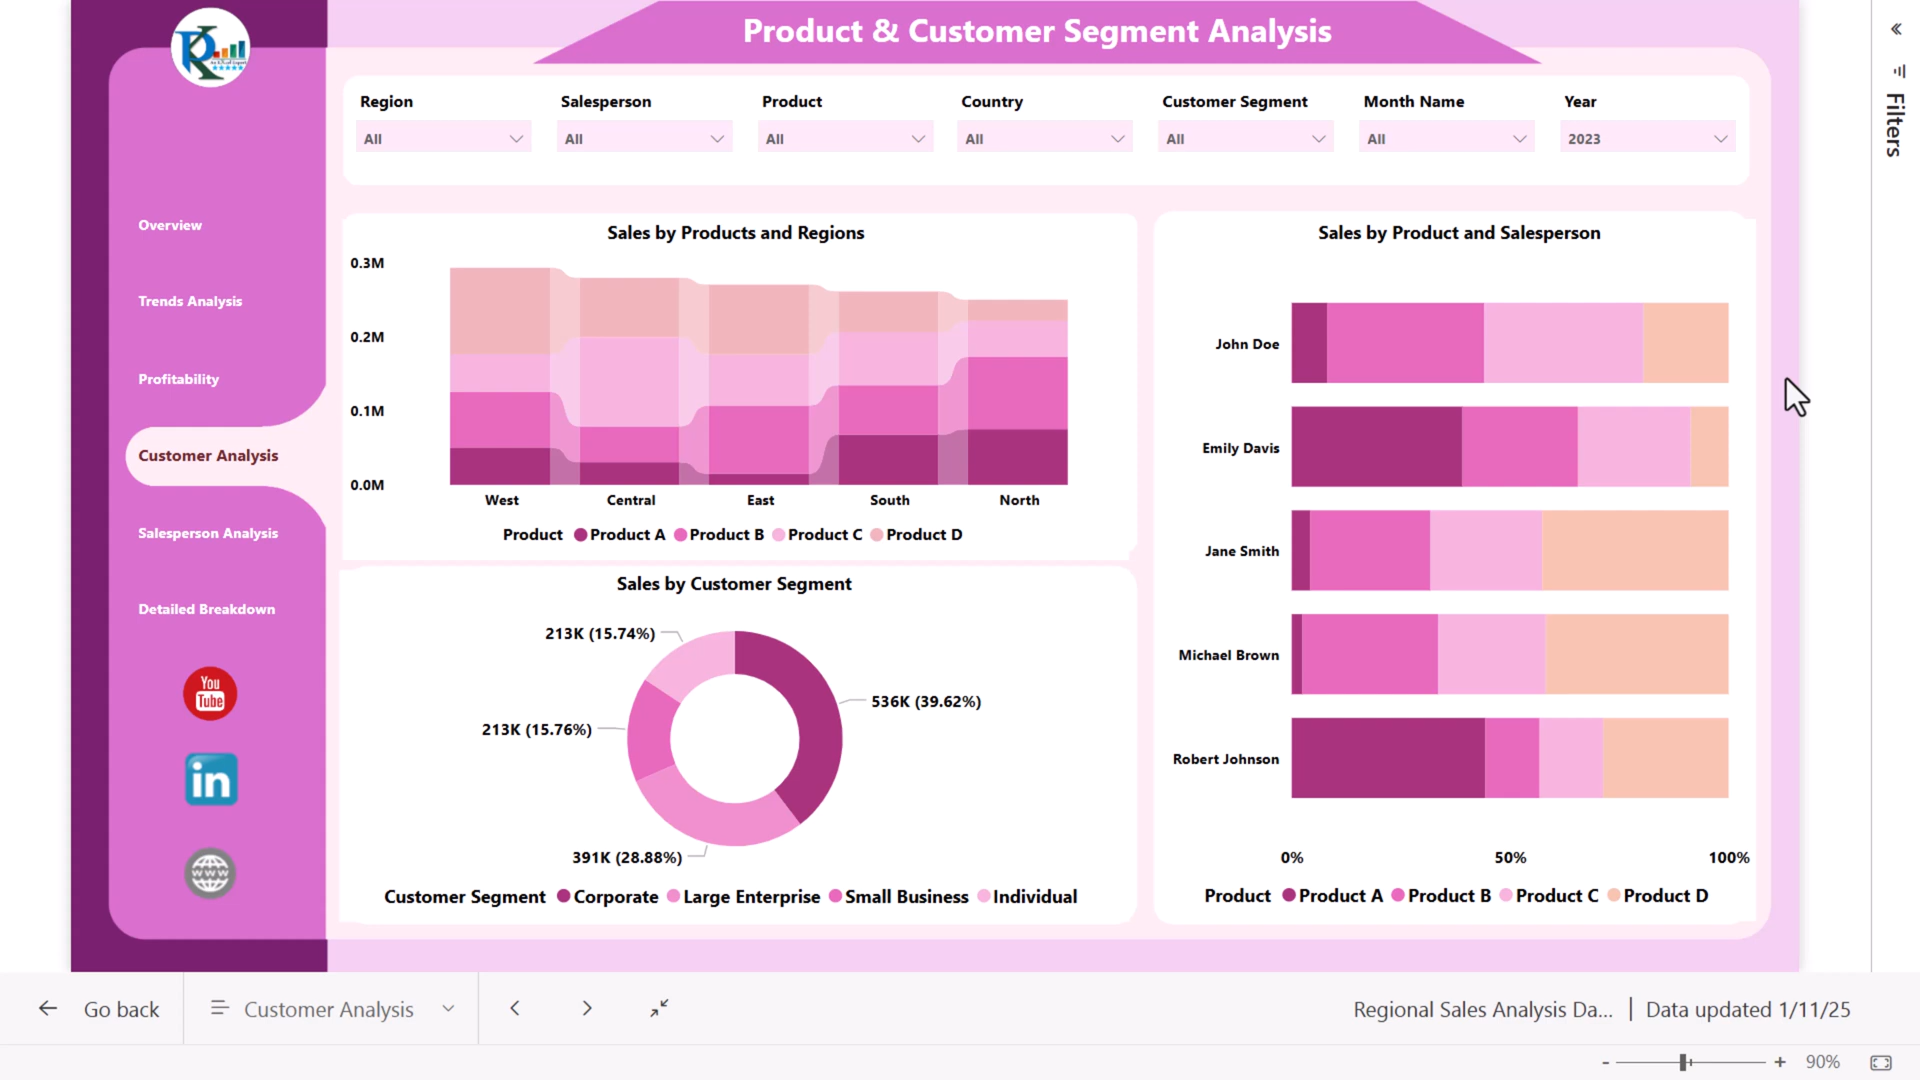 Product & Customer Segment Analysis
Region
Salesperson
Product
Country
Customer Segment
Month Name
Year
All
All
All
All
All
All
2023
Overview
Trends Analysis
Profitability
Customer Analysis
Salesperson Analysis
Detailed Breakdown
You
Tube
in
www
Sales by Products and Regions
0.3M
0.2M
0.1M
0.0M
West
Central
East
South
North
Product Product A Product B Product C Product D
Sales by Customer Segment
213K (15.74%)
536K (39.62%)
213K (15.76%)
391K (28.88%)
Customer Segment Corporate Large Enterprise Small Business Individual
Sales by Product and Salesperson
John Doe
Emily Davis
Jane Smith
Michael Brown
Robert Johnson
0%
50%
100%
Product Product A Product B Product C Product D
Filters
Go back
Customer Analysis
Regional Sales Analysis Da... | Data updated 1/11/25
- + 90%